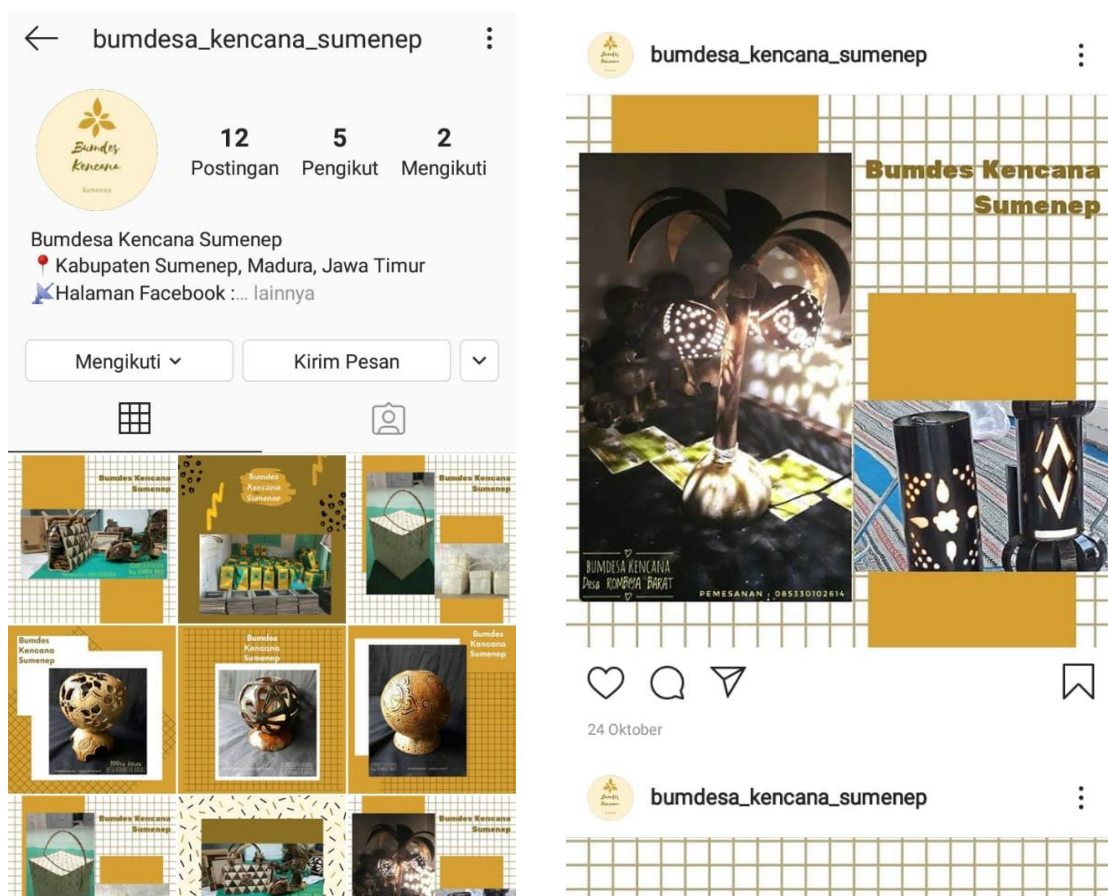 bumdesa_kencana_sumenep
Bumdes
Kencana
Sumenep
12
Postingan
5
Pengikut
2
Mengikuti
Bumdesa Kencana Sumenep
Kabupaten Sumenep, Madura, Jawa Timur
Halaman Facebook :... lainnya
Mengikuti
Kirim Pesan
Bumdes Kencana
Sumenep
Bumdes
Kencana
Sumenep
Bumdes Kencana
Sumenep
Bumdes
Kencana
Sumenep
Bumdes
Kencana
Sumenep
Bumdes
Kencana
Sumenep
Bumdes Kencana
Sumenep
Bumdes Kencana
Sumenep
bumdesa_kencana_sumenep
Bumdes Kencana
Sumenep
BUMDESA KENCANA
Desa ROMBIYA BARAT
PEMESANAN : 085330102614
24 Oktober
bumdesa_kencana_sumenep